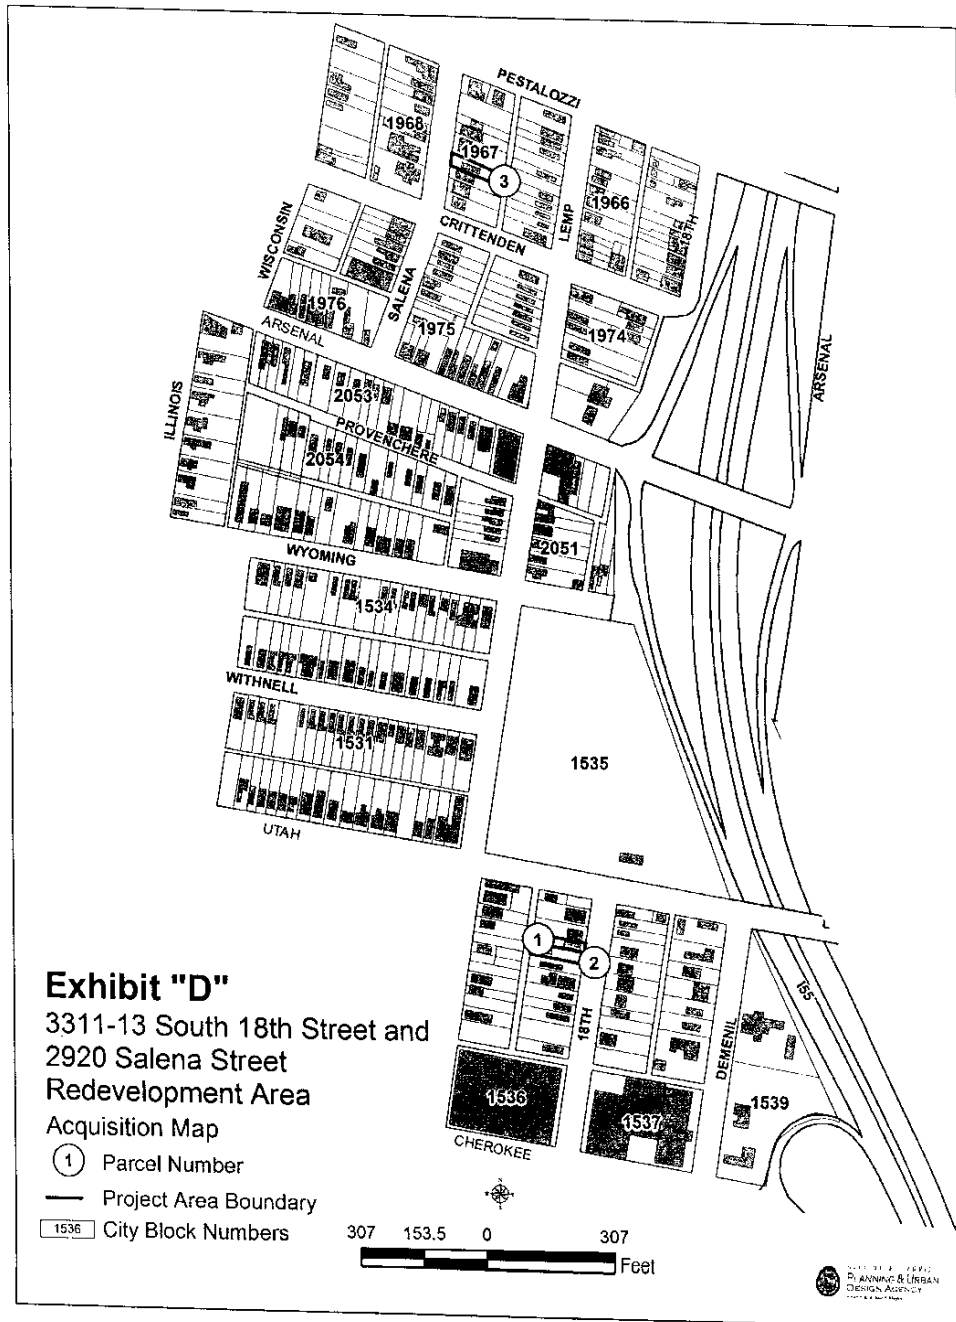 PESTALOZZI
1968
1967
3
1966
LEMP
18TH
WISCONSIN
CRITTENDEN
SALENA
1976
ARSENAL
1975
1974
ARSENAL
ILLINOIS
2053
PROVENCHERE
2054
2051
WYOMING
1534
WITHNELL
1531
1535
UTAH
1
2
18TH
I55
DEMENIL
1536
1537
1539
CHEROKEE
Exhibit "D"
3311-13 South 18th Street and
2920 Salena Street
Redevelopment Area
Acquisition Map
1 Parcel Number
Project Area Boundary
1536 City Block Numbers
307 153.5 0 307
Feet
PLANNING & URBAN
DESIGN AGENCY